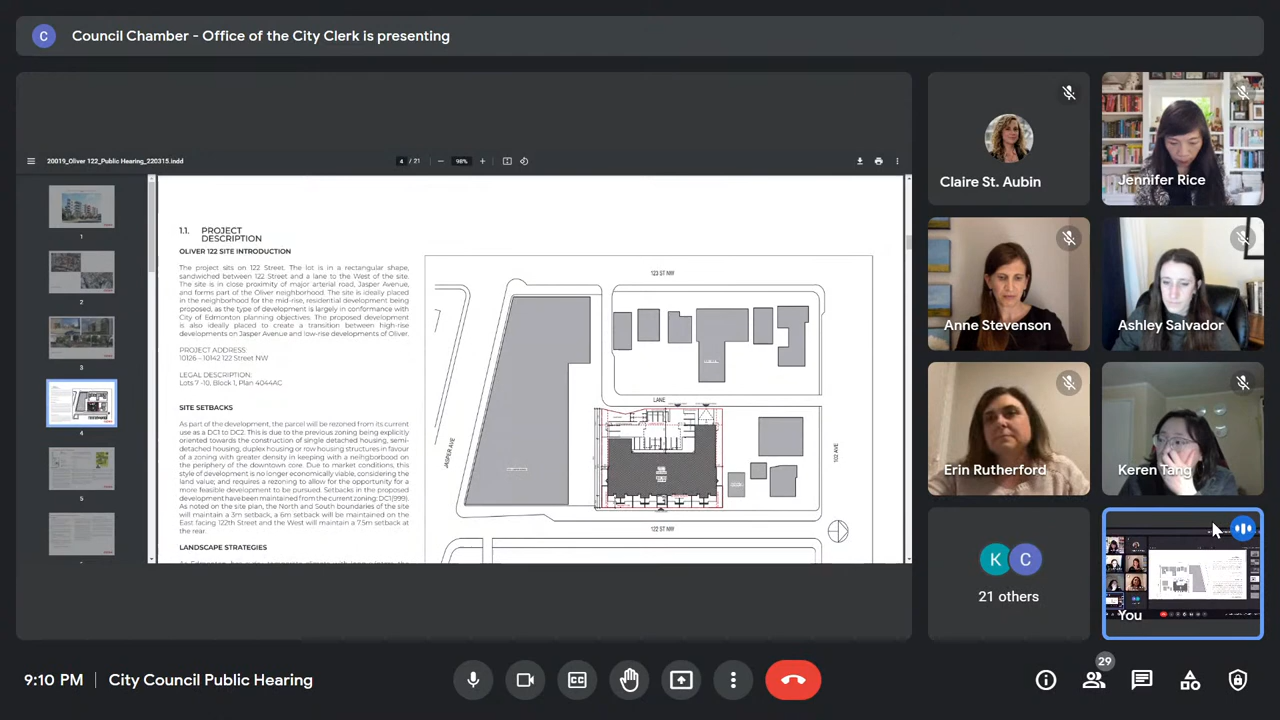 C
Council Chamber - Office of the City Clerk is presenting
20019_Oliver 122_Public Hearing_220315.indd
4 / 21
98%
1
2
3
4
5
1.1. PROJECT
DESCRIPTION
OLIVER 122 SITE INTRODUCTION
The project sits on 122 Street. The lot is in a rectangular shape,
sandwiched between 122 Street and a lane to the West of the site.
The site is in close proximity of major arterial road, Jasper Avenue,
and forms part of the Oliver neighborhood. The site is ideally placed
in the neighborhood for the mid-rise, residential development being
proposed, as the type of development is largely in conformance with
City of Edmonton planning objectives. The proposed development
is also ideally placed to create a transition between high-rise
developments on Jasper Avenue and low-rise developments of Oliver.
PROJECT ADDRESS:
10126 - 10142 122 Street NW
LEGAL DESCRIPTION:
Lots 7 -10, Block 1, Plan 4044AC
SITE SETBACKS
As part of the development, the parcel will be rezoned from its current
use as a DC1 to DC2. This is due to the previous zoning being explicitly
oriented towards the construction of single detached housing, semi-
detached housing, duplex housing or row housing structures in favour
of a zoning with greater density in keeping with a neihgborhood on
the periphery of the downtown core. Due to market conditions, this
style of development is no longer economically viable, considering the
land value, and requires a rezoning to allow for the opportunity for a
more feasible development to be pursued. Setbacks in the proposed
development have been maintained from the current zoning: DC1(999).
As noted on the site plan, the North and South boundaries of the site
will maintain a 3m setback, a 6m setback will be maintained on the
East facing 122th Street and the West will maintain a 7.5m setback at
the rear.
LANDSCAPE STRATEGIES
123 ST NW
LANE
JASPER AVE
102 AVE
122 ST NW
Claire St. Aubin
Jennifer Rice
Anne Stevenson
Ashley Salvador
Erin Rutherford
Keren Tang
K
C
21 others
You
9:10 PM
City Council Public Hearing
29